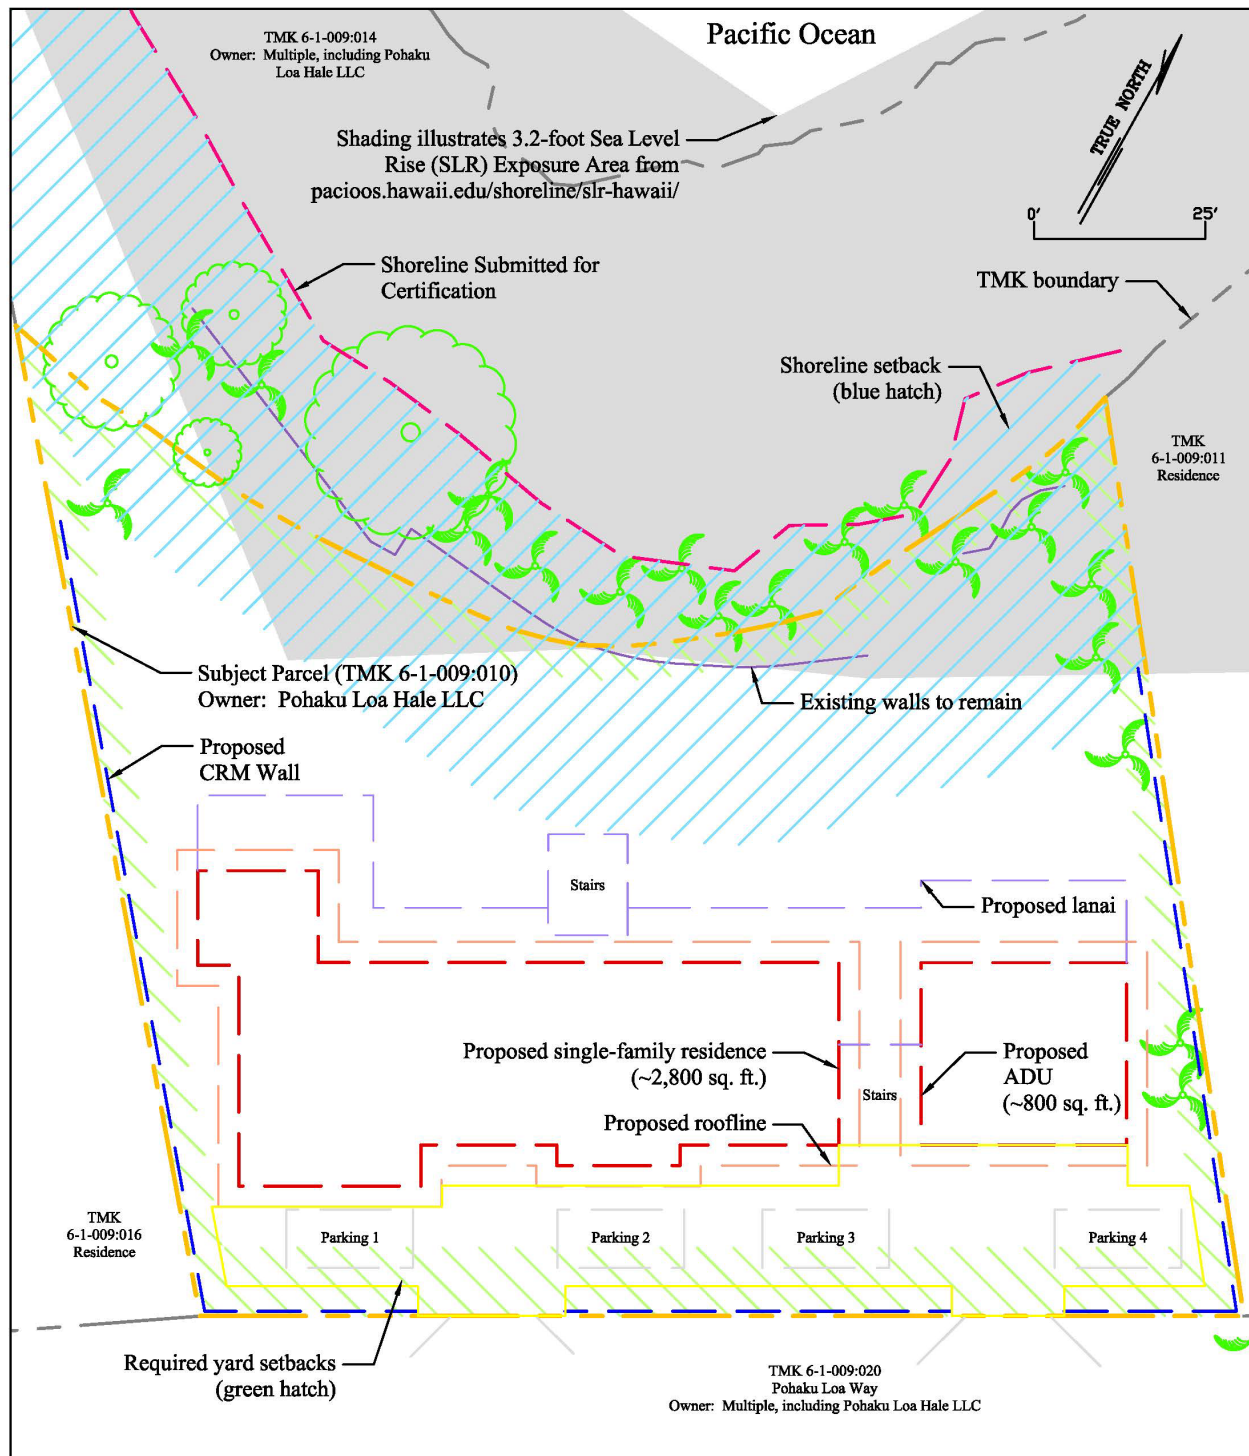 TMK 6-1-009:014
Owner:  Multiple, including Pohaku
Loa Hale LLC
Pacific Ocean
TRUE NORTH
Shading illustrates 3.2-foot Sea Level
Rise (SLR) Exposure Area from
pacioos.hawaii.edu/shoreline/slr-hawaii/
0'
25'
Shoreline Submitted for
Certification
TMK boundary
Shoreline setback
(blue hatch)
TMK
6-1-009:011
Residence
Subject Parcel (TMK 6-1-009:010)
Owner:  Pohaku Loa Hale LLC
Existing walls to remain
Proposed
CRM Wall
Stairs
Proposed lanai
Proposed single-family residence
(~2,800 sq. ft.)
Proposed
ADU
(~800 sq. ft.)
Stairs
Proposed roofline
TMK
6-1-009:016
Residence
Parking 1
Parking 2
Parking 3
Parking 4
Required yard setbacks
(green hatch)
TMK 6-1-009:020
Pohaku Loa Way
Owner:  Multiple, including Pohaku Loa Hale LLC